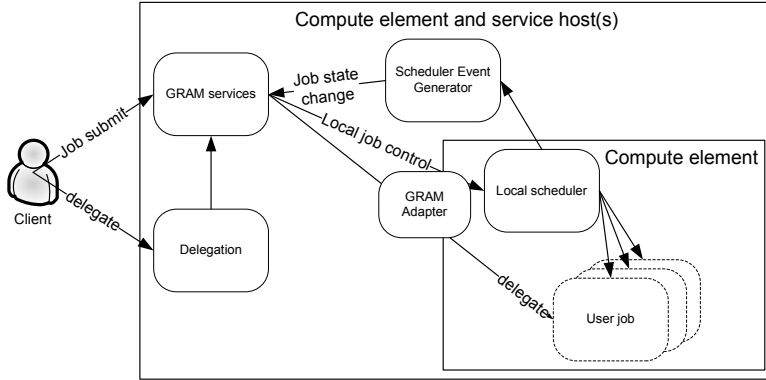 Compute element and service host(s)
GRAM services
Job state
change
Scheduler Event
Generator
Job submit
Local job control
Compute element
Client
delegate
Delegation
GRAM
Adapter
Local scheduler
delegate
User job